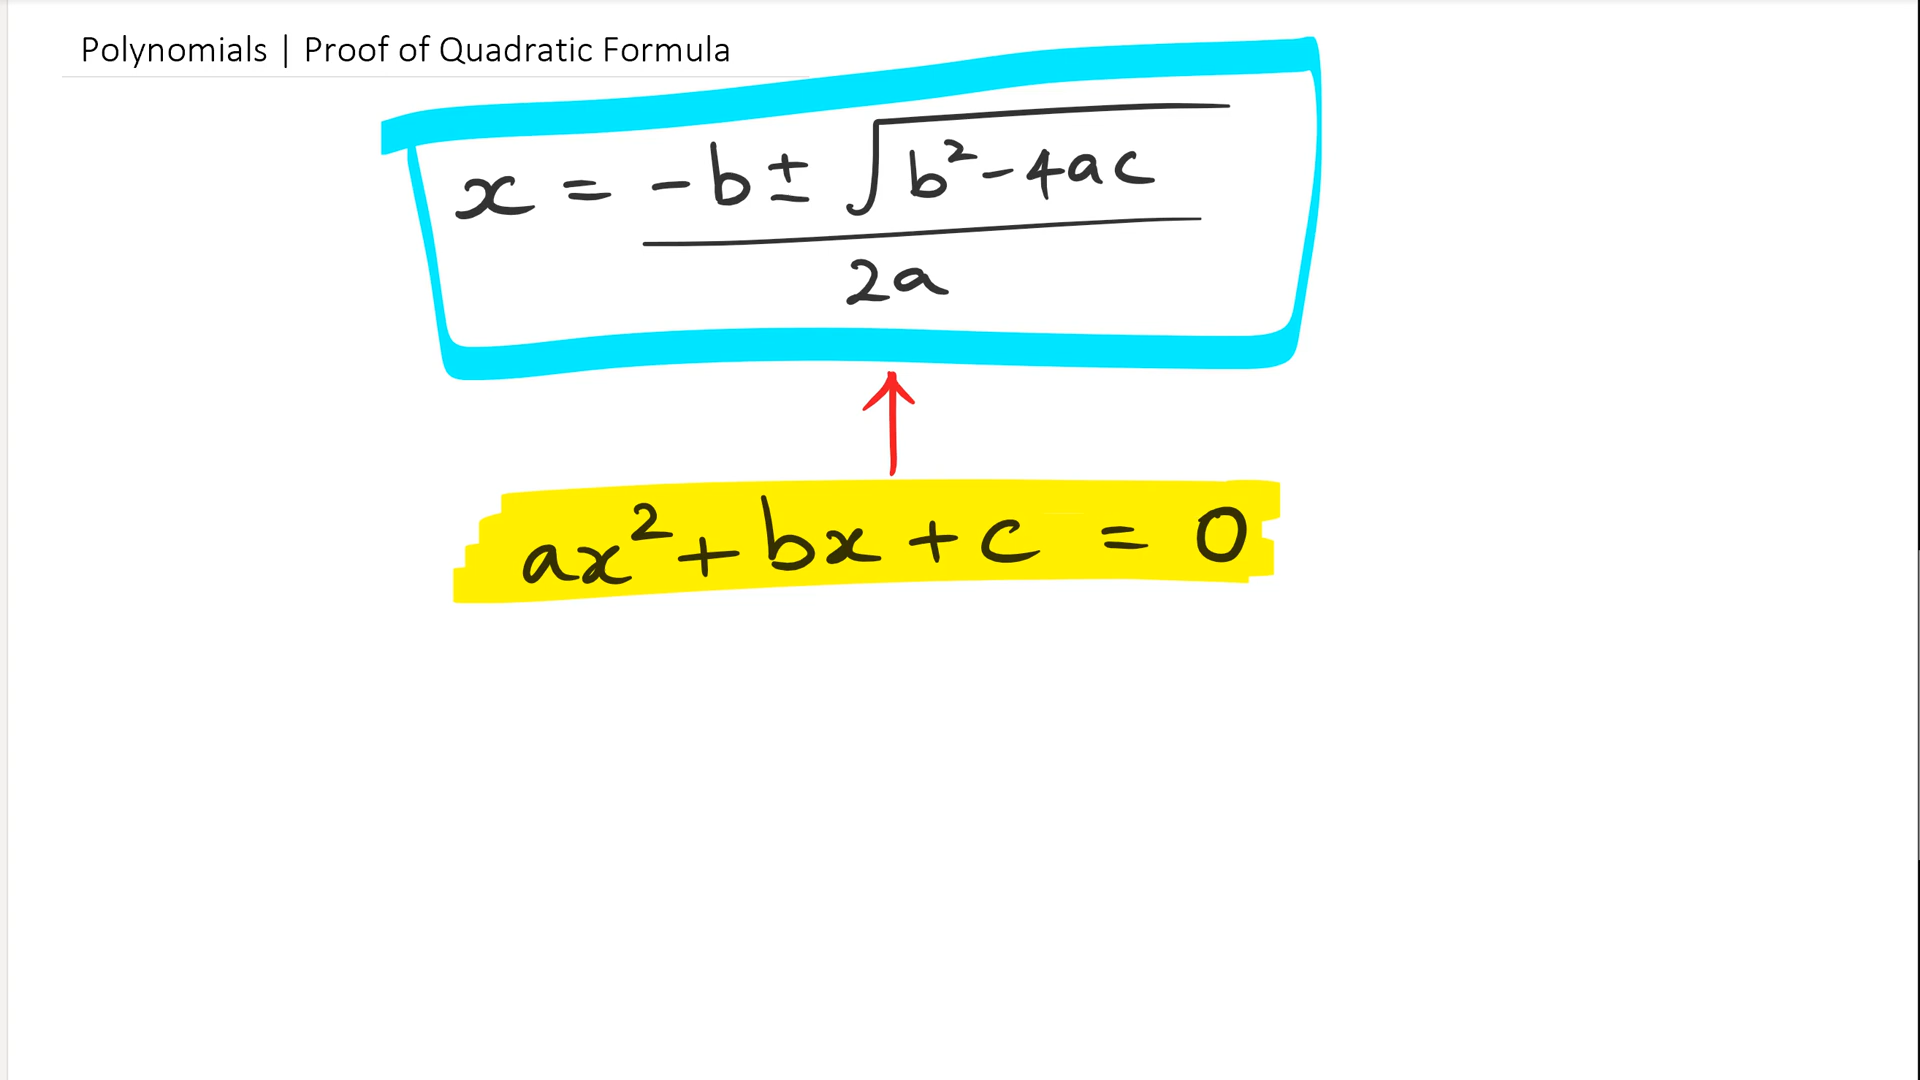 Polynomials | Proof of Quadratic Formula
x = -b ± √b² - 4ac
2a
ax² + bx + c = 0